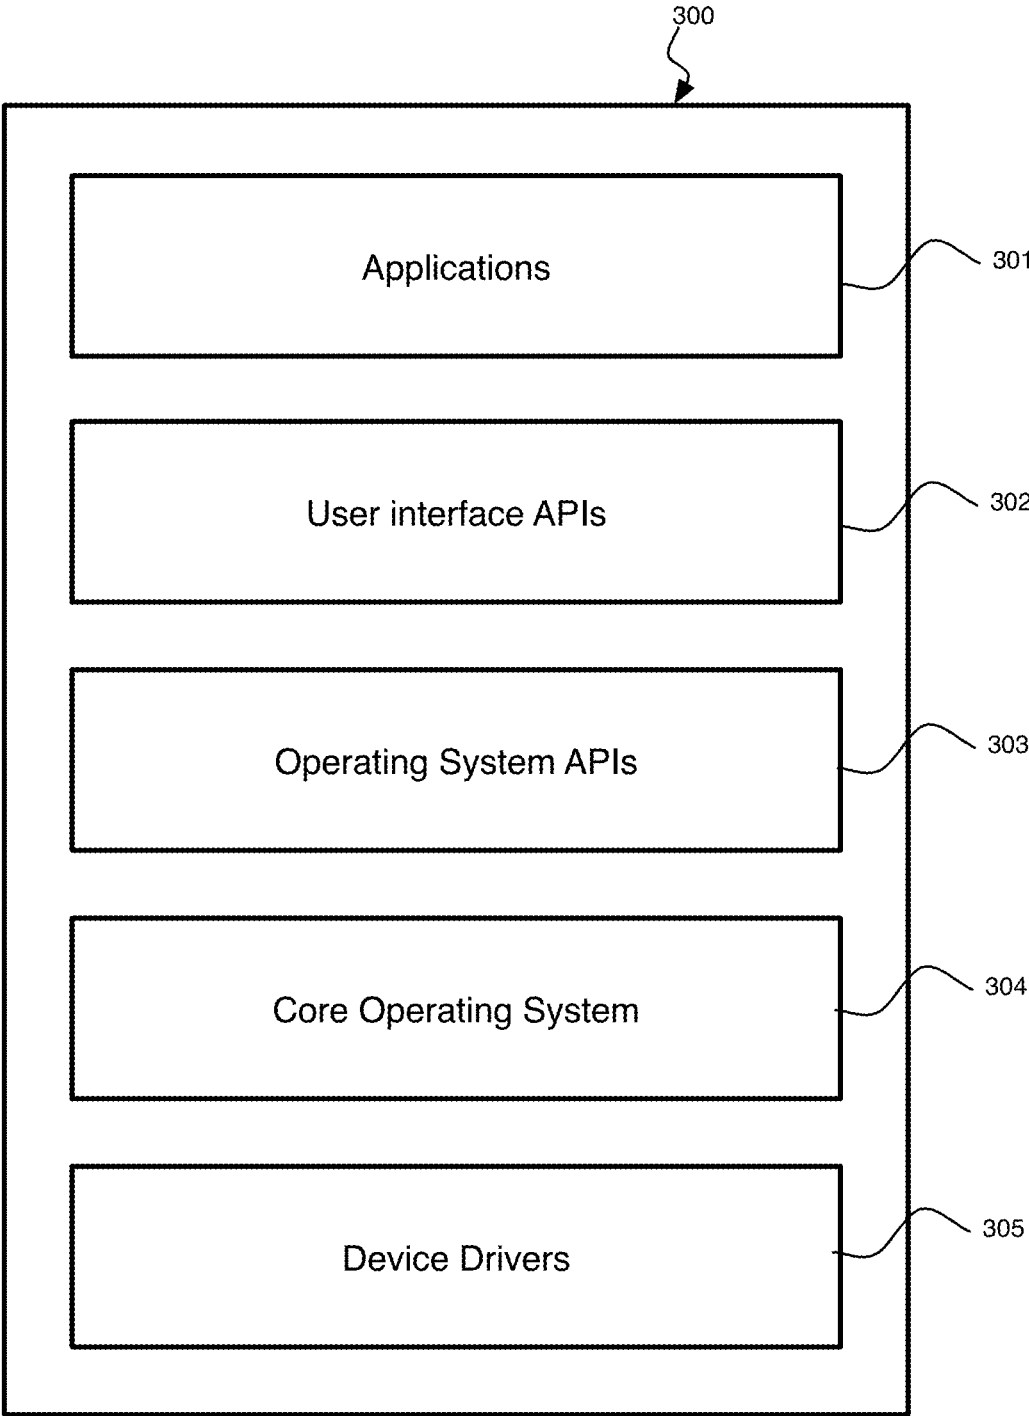 300
Applications
301
User interface APIs
302
Operating System APIs
303
Core Operating System
304
Device Drivers
305